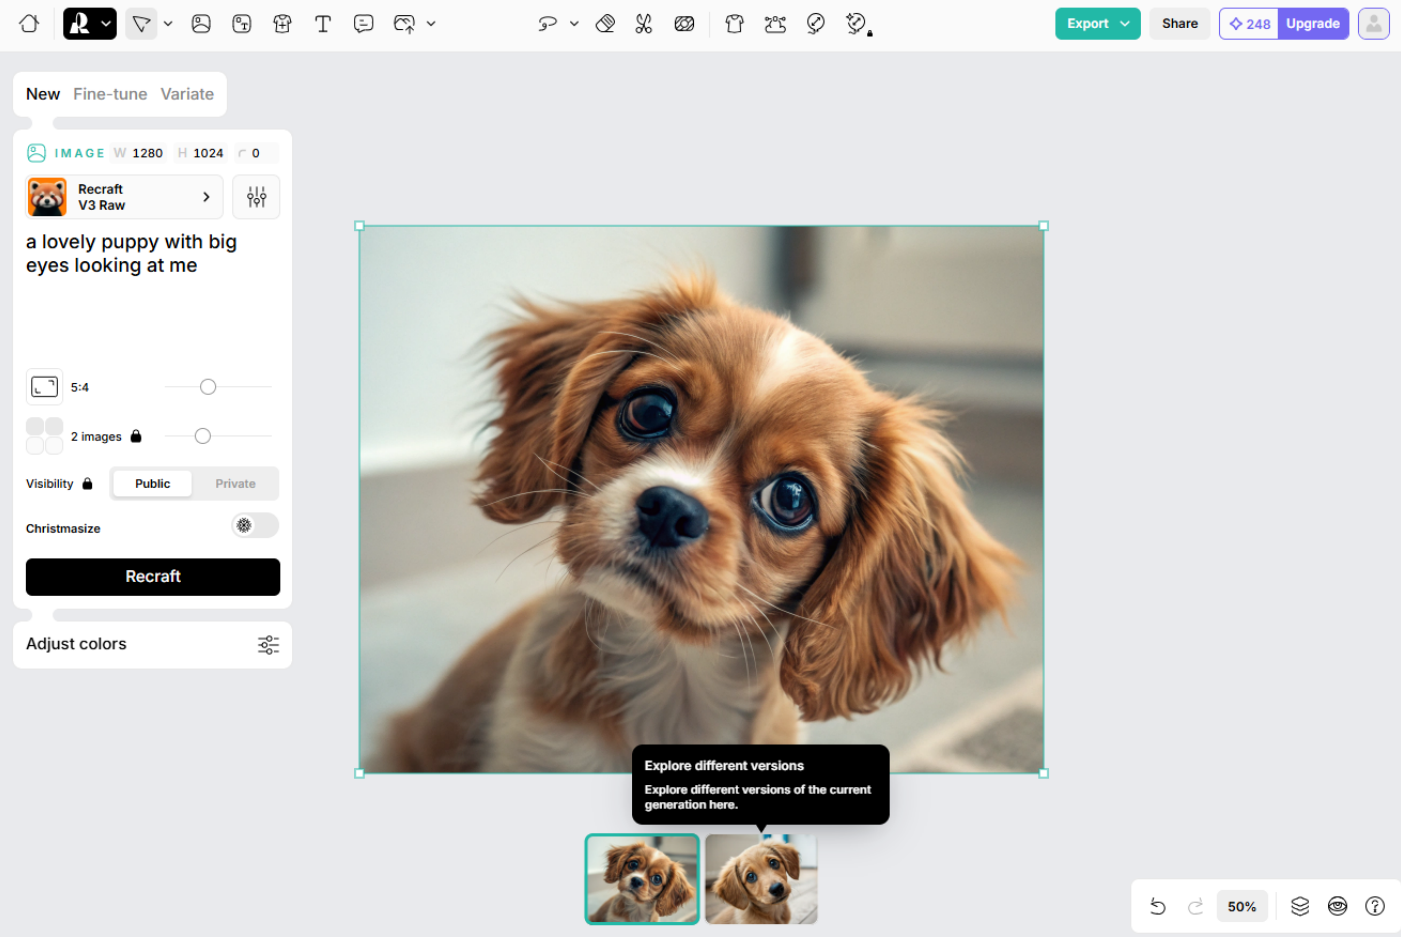 Export
Share
248
Upgrade
New Fine-tune Variate
IMAGE W 1280 H 1024 0
Recraft
V3 Raw
a lovely puppy with big
eyes looking at me
5:4
2 images
Visibility
Public
Private
Christmasize
Recraft
Adjust colors
Explore different versions
Explore different versions of the current
generation here.
50%